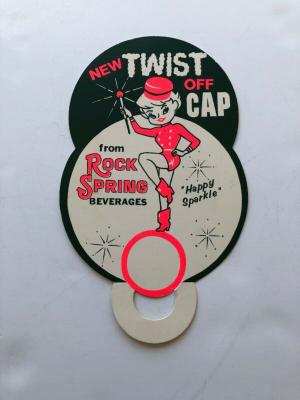 NEW TWIST
OFF
CAP
from
ROCK
SPRING
BEVERAGES
"Happy
Sparkle"